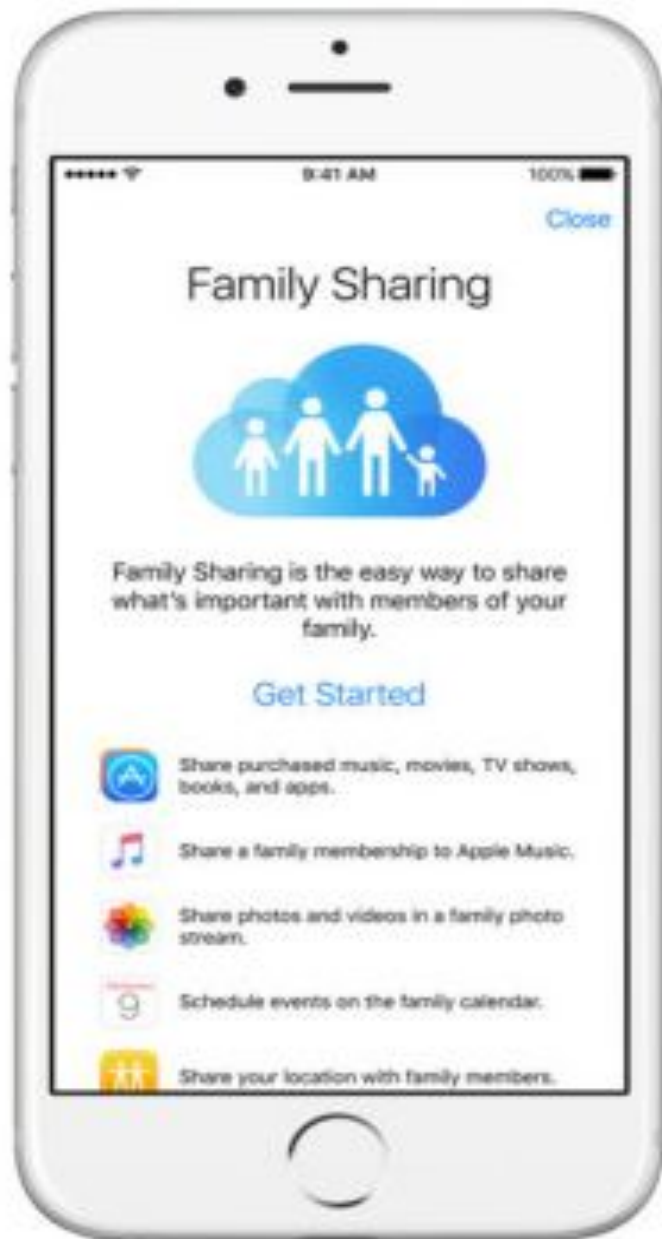 9:41 AM 100%
Close
Family Sharing
Family Sharing is the easy way to share
what's important with members of your
family.
Get Started
Share purchased music, movies, TV shows,
books, and apps.
Share a family membership to Apple Music.
Share photos and videos in a family photo
stream.
9
Schedule events on the family calendar.
Share your location with family members.